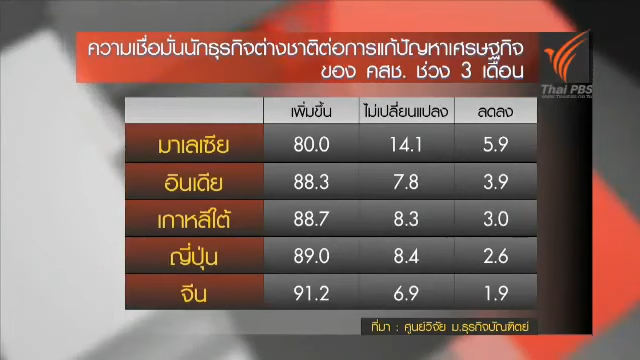 ความเชื่อมั่นนักธุรกิจต่างชาติต่อการแก้ปัญหาเศรษฐกิจ
ของ คสช. ช่วง 3 เดือน
Thai PBS
เพิ่มขึ้น ไม่เปลี่ยนแปลง ลดลง
มาเลเซีย 80.0 14.1 5.9
อินเดีย 88.3 7.8 3.9
เกาหลีใต้ 88.7 8.3 3.0
ญี่ปุ่น 89.0 8.4 2.6
จีน 91.2 6.9 1.9
ที่มา : ศูนย์วิจัย ม.ธุรกิจบัณฑิตย์